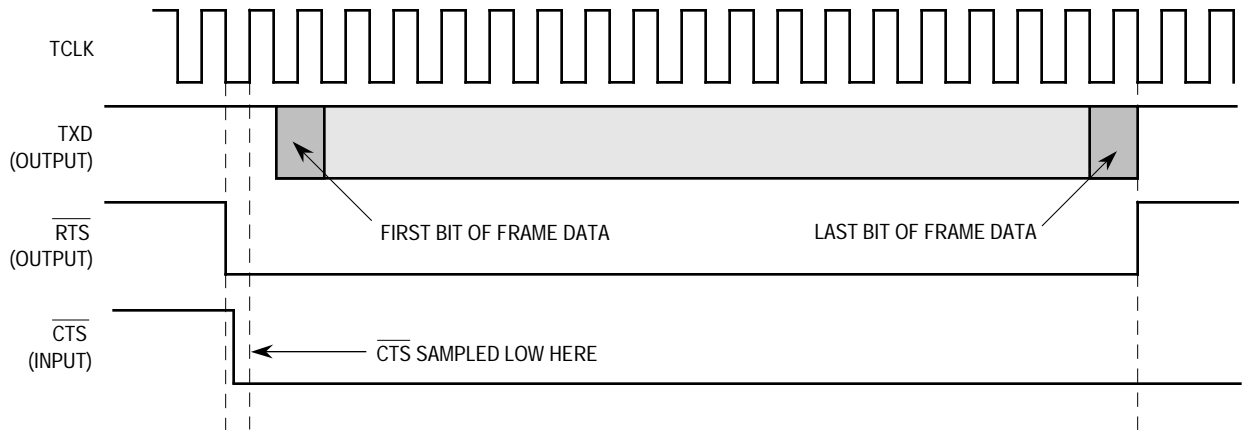 TCLK
TXD
(OUTPUT)
FIRST BIT OF FRAME DATA
LAST BIT OF FRAME DATA
RTS
(OUTPUT)
CTS
(INPUT)
CTS SAMPLED LOW HERE